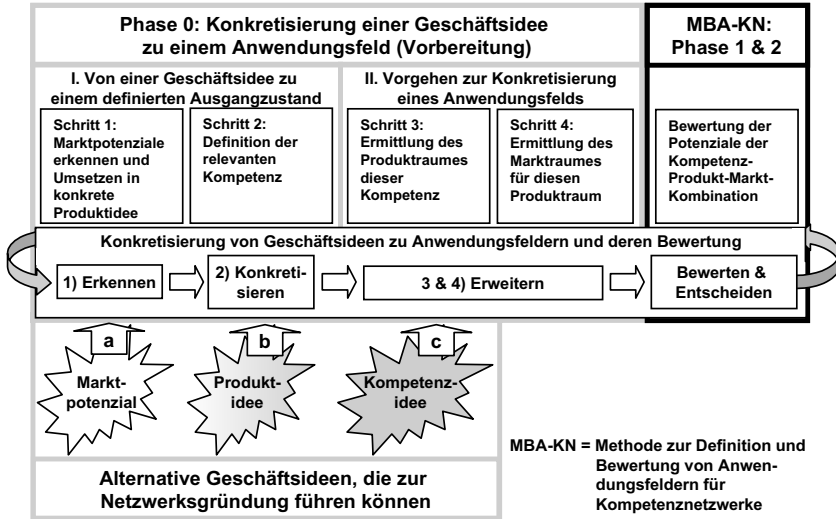 Phase 0: Konkretisierung einer Geschäftsidee
zu einem Anwendungsfeld (Vorbereitung)
MBA-KN:
Phase 1 & 2
I. Von einer Geschäftsidee zu
einem definierten Ausgangzustand
II. Vorgehen zur Konkretisierung
eines Anwendungsfelds
Schritt 1:
Marktpotenziale
erkennen und
Umsetzen in
konkrete
Produktidee
Schritt 2:
Definition der
relevanten
Kompetenz
Schritt 3:
Ermittlung des
Produktraumes
dieser
Kompetenz
Schritt 4:
Ermittlung des
Marktraumes
für diesen
Produktraum
Bewertung der
Potenziale der
Kompetenz-
Produkt-Markt-
Kombination
Konkretisierung von Geschäftsideen zu Anwendungsfeldern und deren Bewertung
1) Erkennen
2) Konkreti-
sieren
3 & 4) Erweitern
Bewerten &
Entscheiden
a
b
c
Markt-
potenzial
Produkt-
idee
Kompetenz-
idee
Alternative Geschäftsideen, die zur
Netzwerksgründung führen können
MBA-KN = Methode zur Definition und
Bewertung von Anwen-
dungsfeldern für
Kompetenznetzwerke